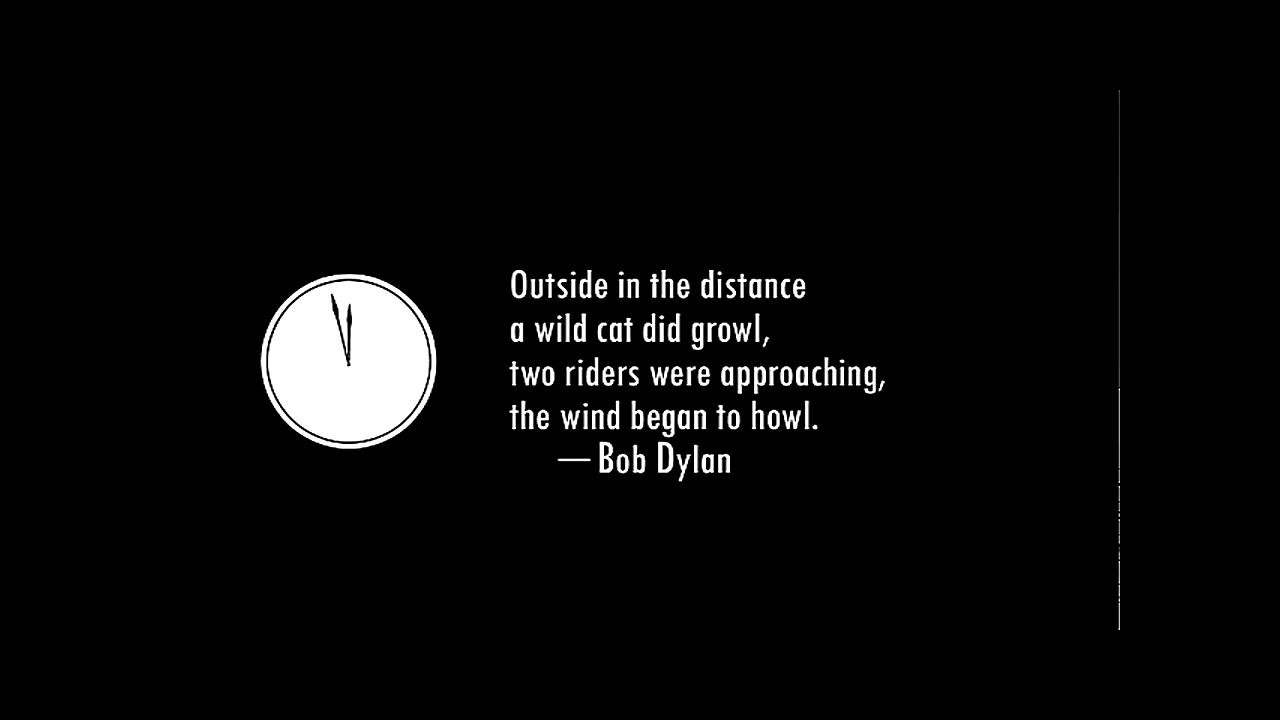 Outside in the distance
a wild cat did growl,
two riders were approaching,
the wind began to howl.
— Bob Dylan